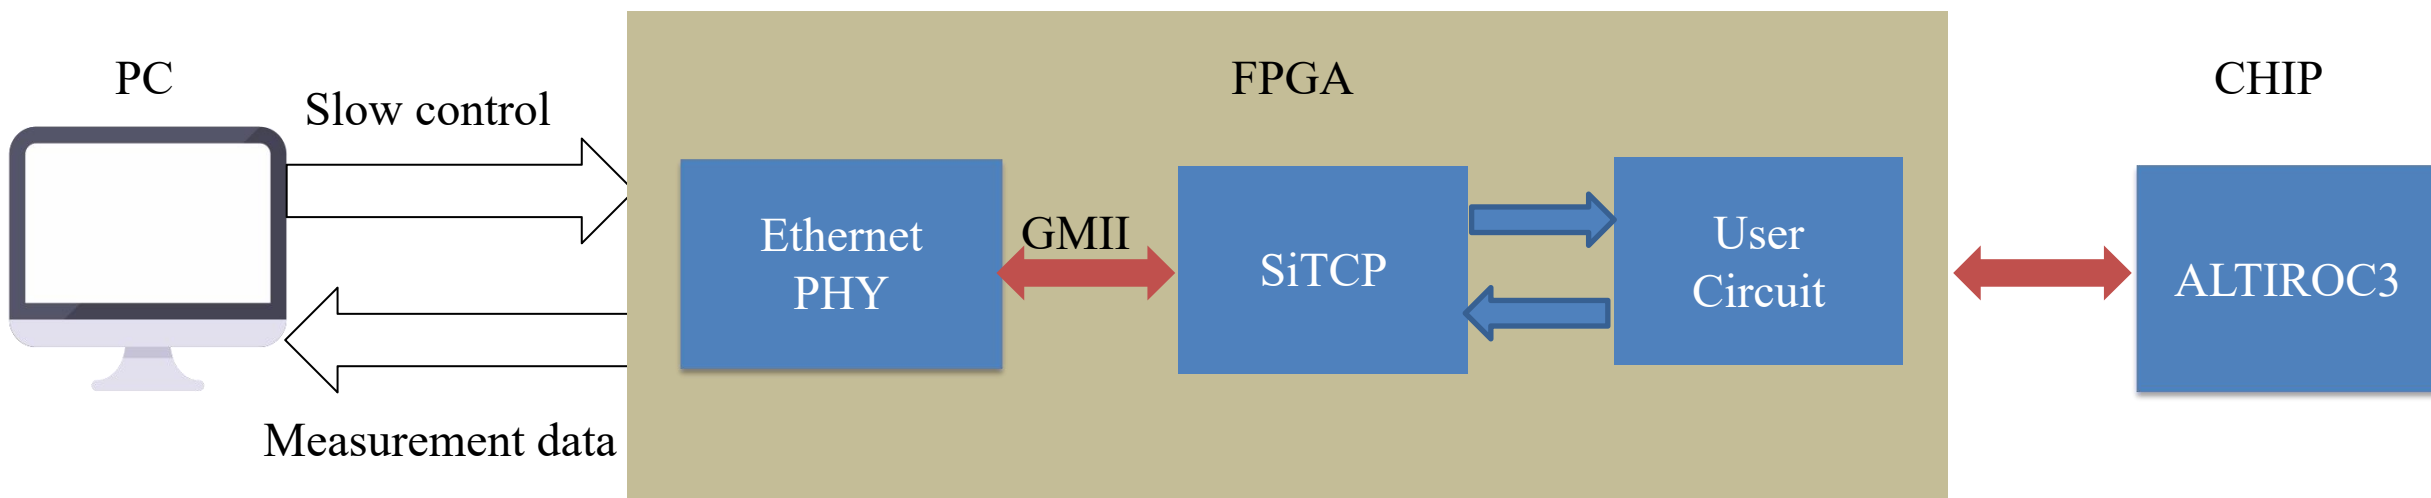 PC
Slow control
Measurement data
FPGA
Ethernet
PHY
GMII
SiTCP
User
Circuit
CHIP
ALTIROC3